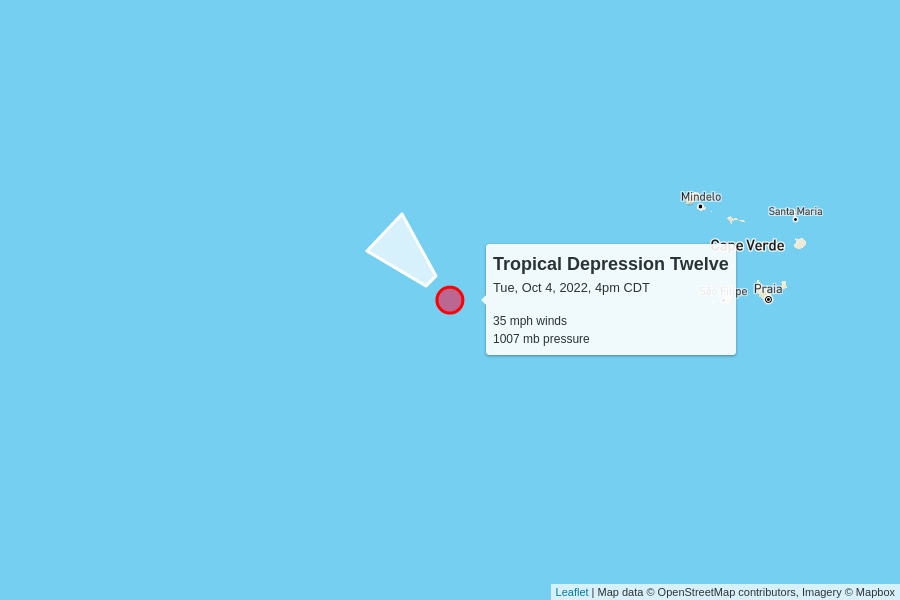 Mindelo
Santa Maria
Cape Verde
Tropical Depression Twelve
Tue, Oct 4, 2022, 4pm CDT
São Filipe
Praia
35 mph winds
1007 mb pressure
Leaflet | Map data © OpenStreetMap contributors, Imagery © Mapbox